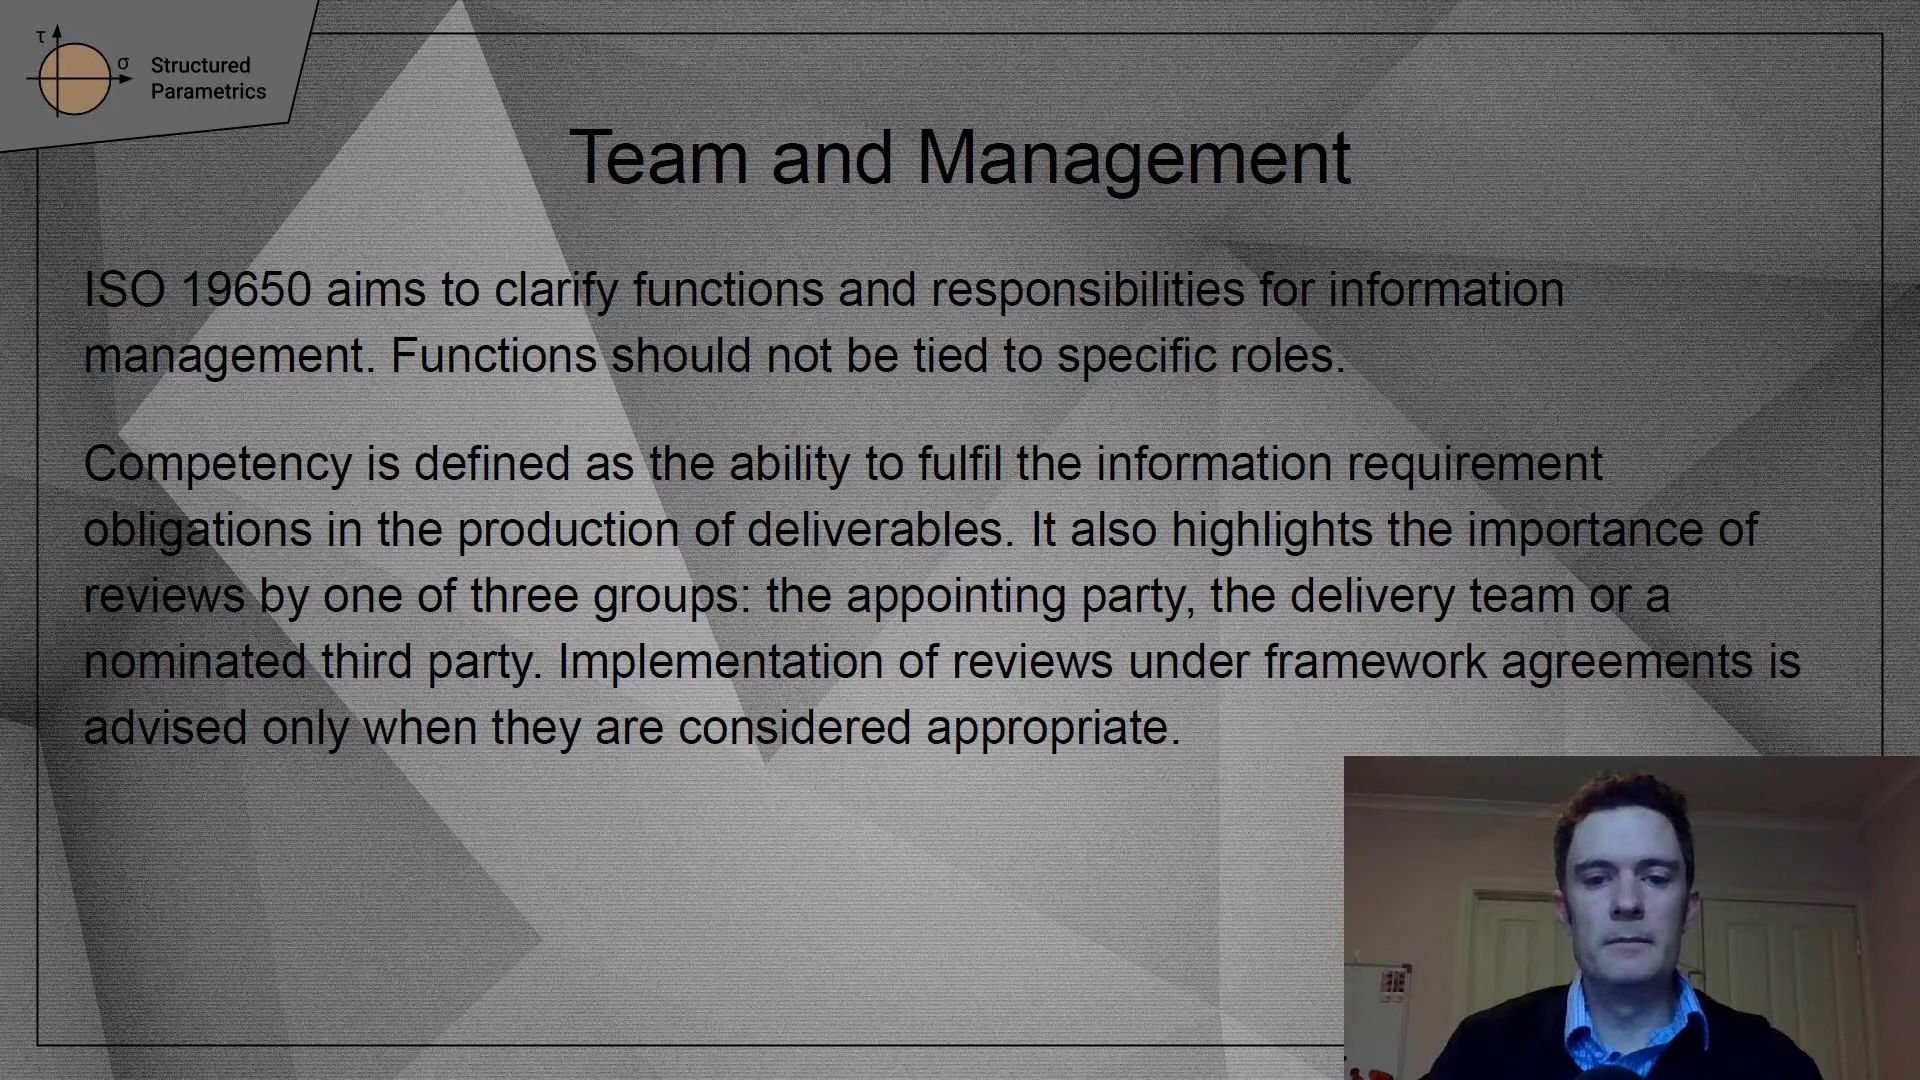 τ
σ
Structured
Parametrics
Team and Management
ISO 19650 aims to clarify functions and responsibilities for information
management. Functions should not be tied to specific roles.
Competency is defined as the ability to fulfil the information requirement
obligations in the production of deliverables. It also highlights the importance of
reviews by one of three groups: the appointing party, the delivery team or a
nominated third party. Implementation of reviews under framework agreements is
advised only when they are considered appropriate.